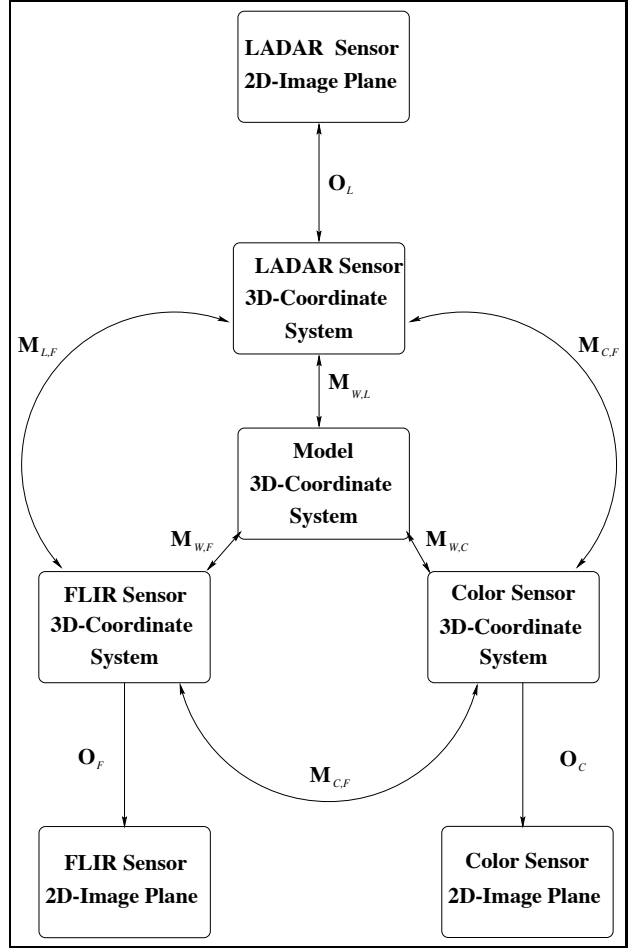 LADAR Sensor
2D-Image Plane
O_L
LADAR Sensor
3D-Coordinate
System
M_L,F
M_C,F
M_W,L
Model
3D-Coordinate
System
M_W,F
M_W,C
FLIR Sensor
3D-Coordinate
System
Color Sensor
3D-Coordinate
System
O_F
O_C
M_C,F
FLIR Sensor
2D-Image Plane
Color Sensor
2D-Image Plane